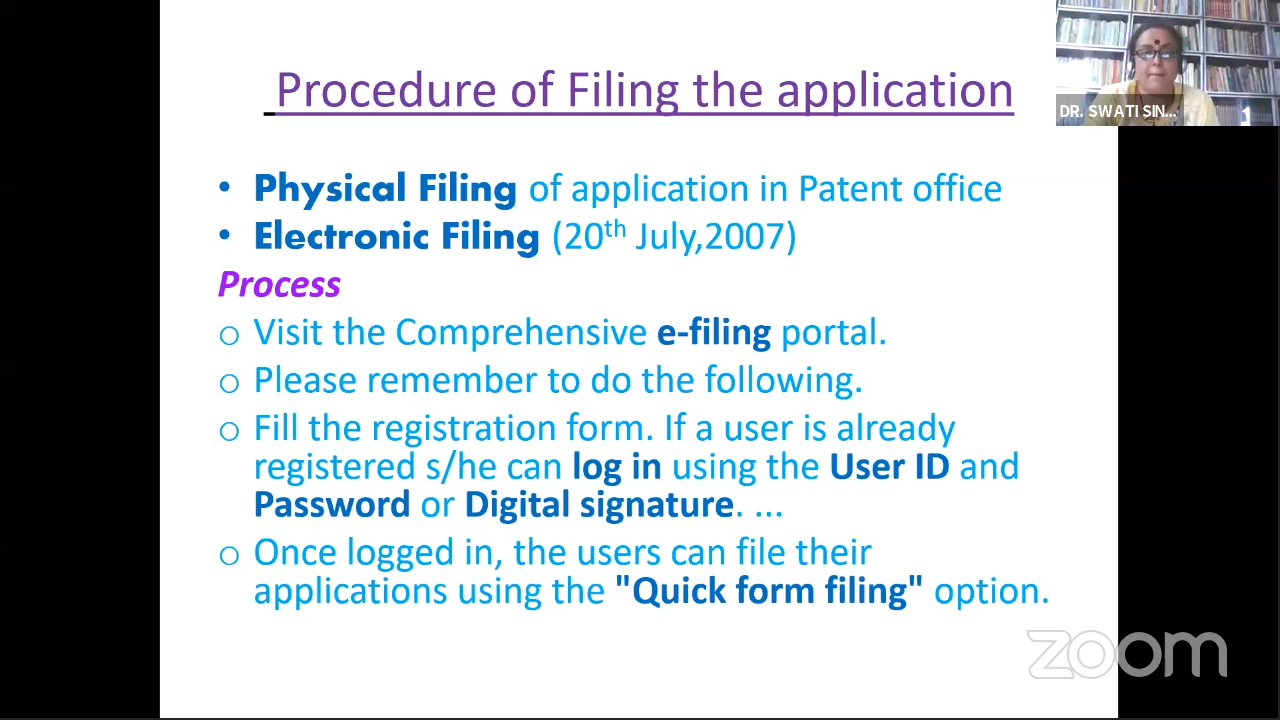 Procedure of Filing the application
DR. SWATI SIN...
• Physical Filing of application in Patent office
• Electronic Filing (20th July,2007)
Process
o Visit the Comprehensive e-filing portal.
o Please remember to do the following.
o Fill the registration form. If a user is already
registered s/he can log in using the User ID and
Password or Digital signature. ...
o Once logged in, the users can file their
applications using the "Quick form filing" option.
zoom